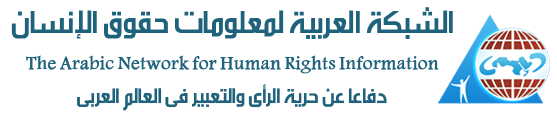 الشبكة العربية لمعلومات حقوق الإنسان
The Arabic Network for Human Rights Information
دفاعا عن حرية الرأى والتعبير فى العالم العربى